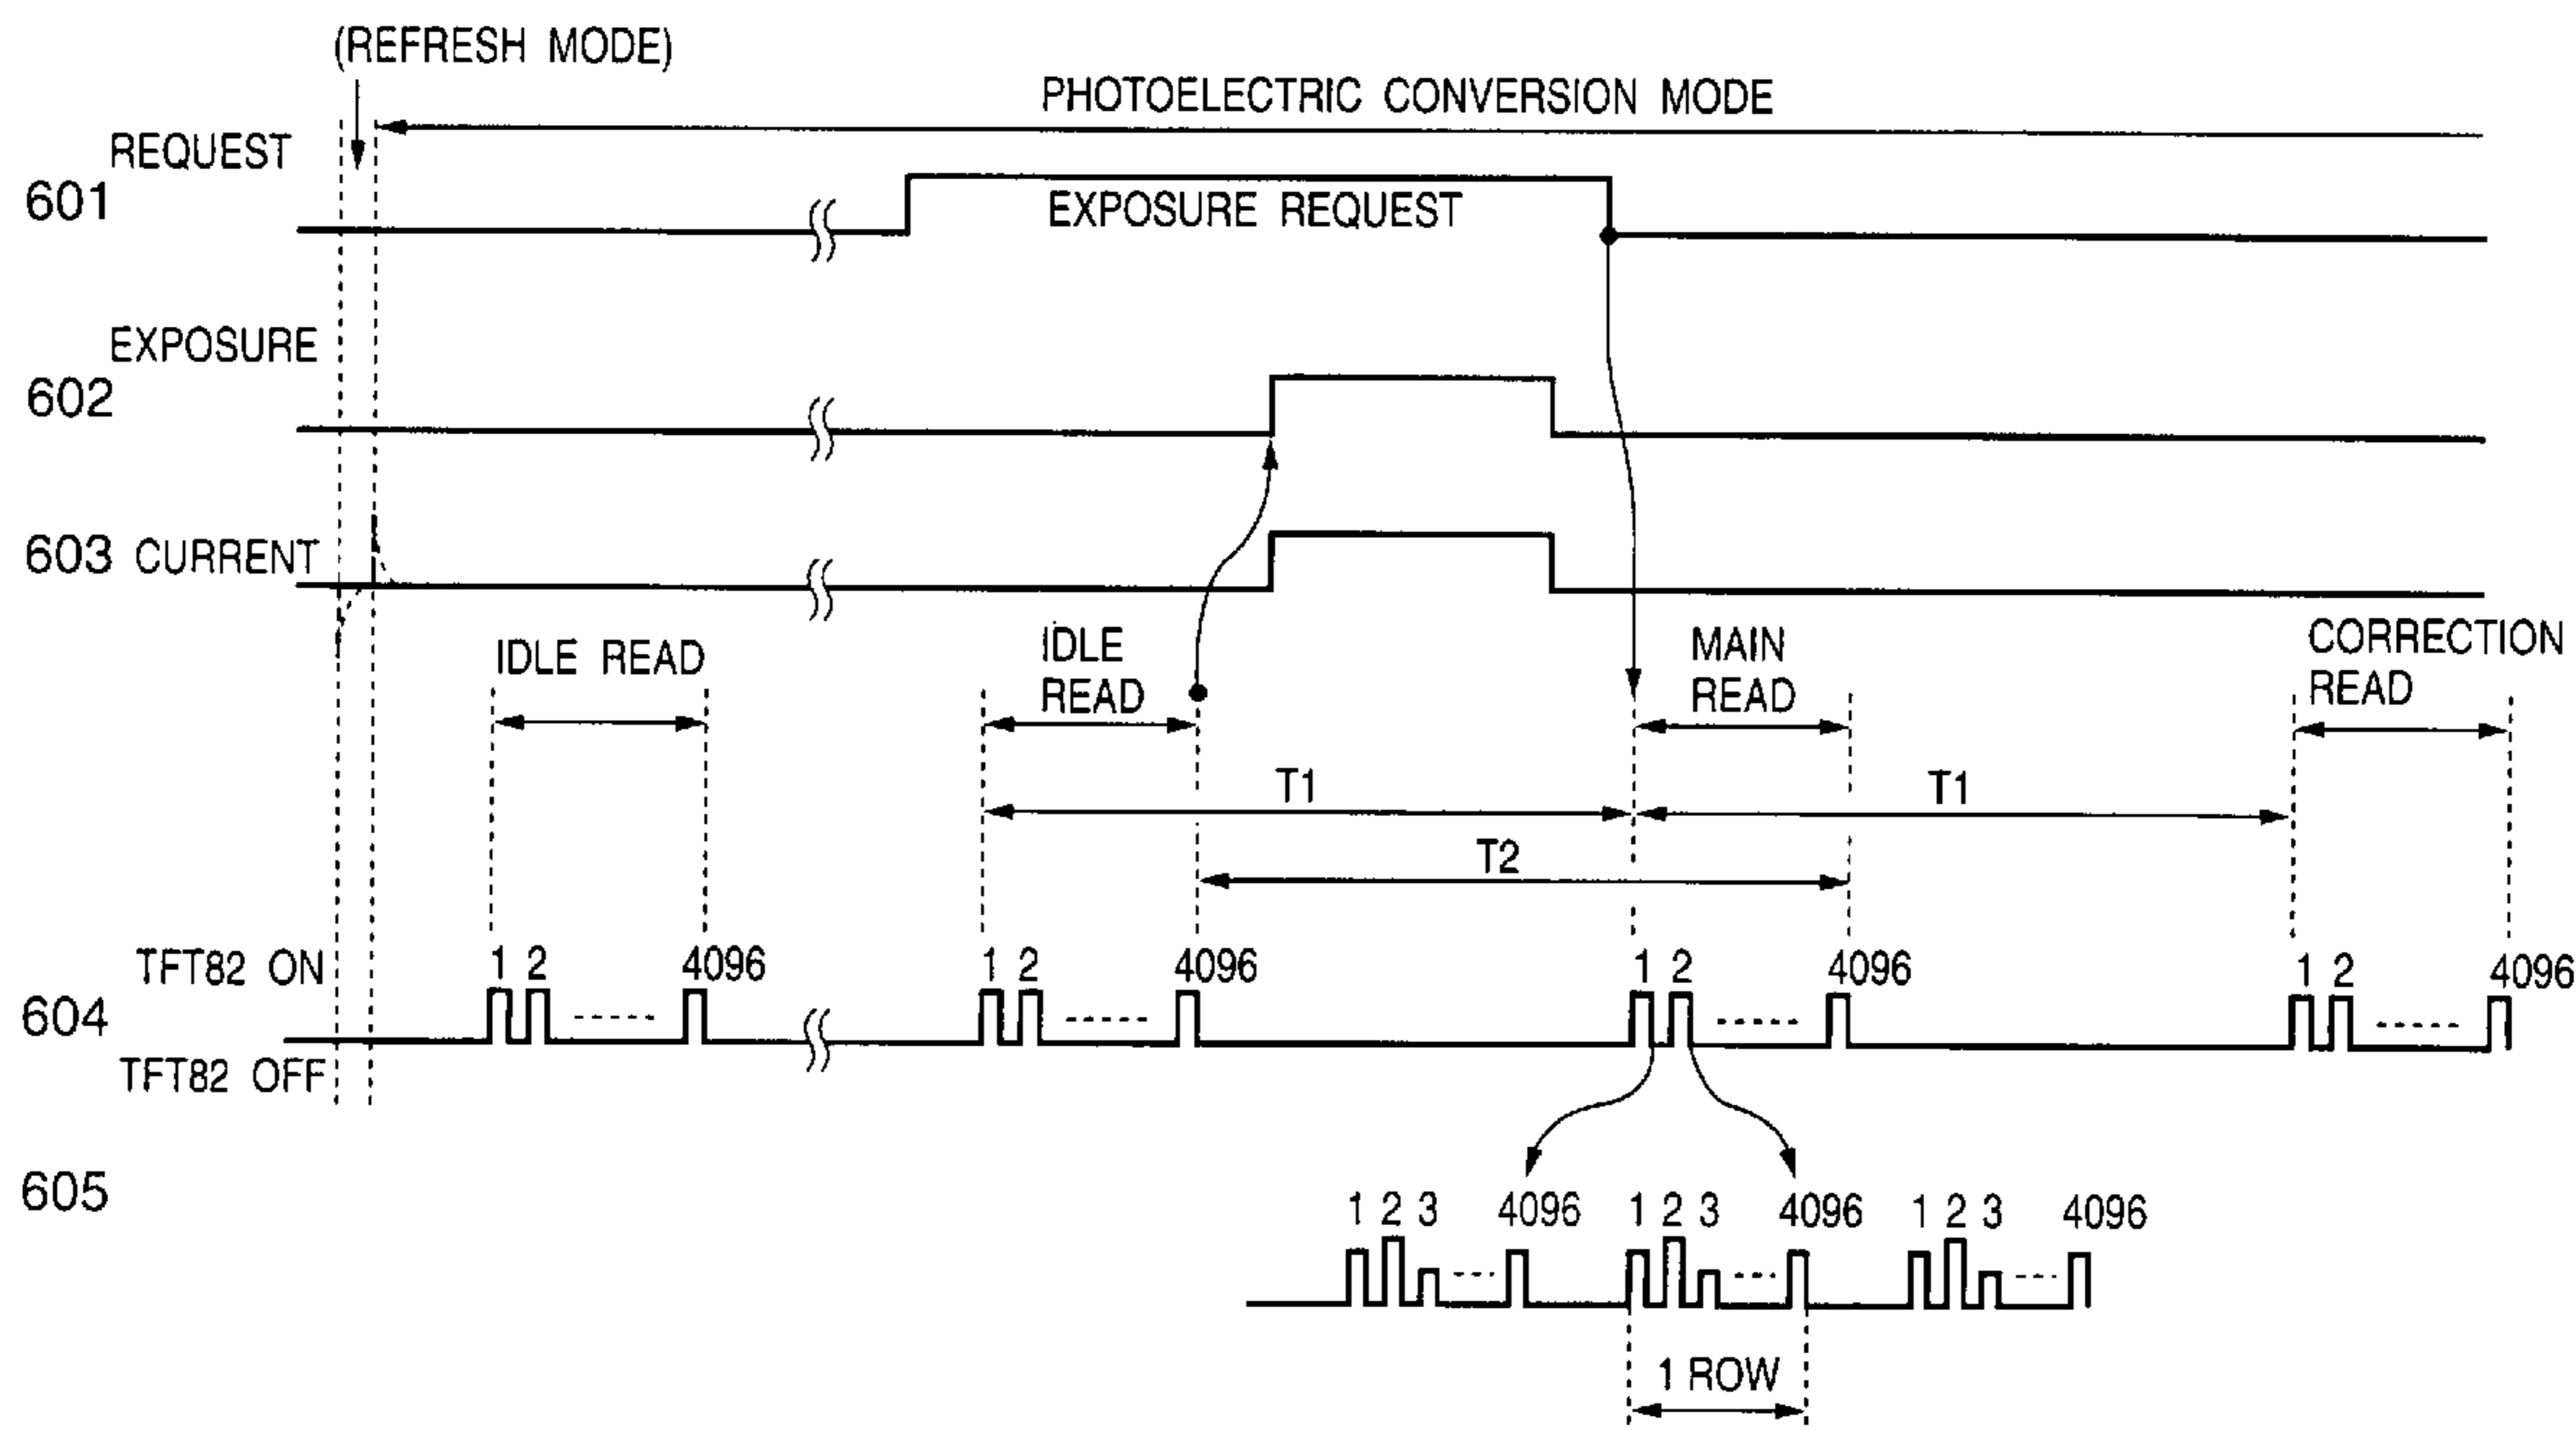 (REFRESH MODE)
PHOTOELECTRIC CONVERSION MODE
REQUEST
601
EXPOSURE REQUEST
EXPOSURE
602
603 CURRENT
IDLE READ
IDLE
READ
MAIN
READ
CORRECTION
READ
T1
T1
T2
TFT82 ON
1 2 4096
1 2 4096
1 2 4096
1 2 4096
604
TFT82 OFF
605
1 2 3 4096
1 2 3 4096
1 2 3 4096
1 ROW